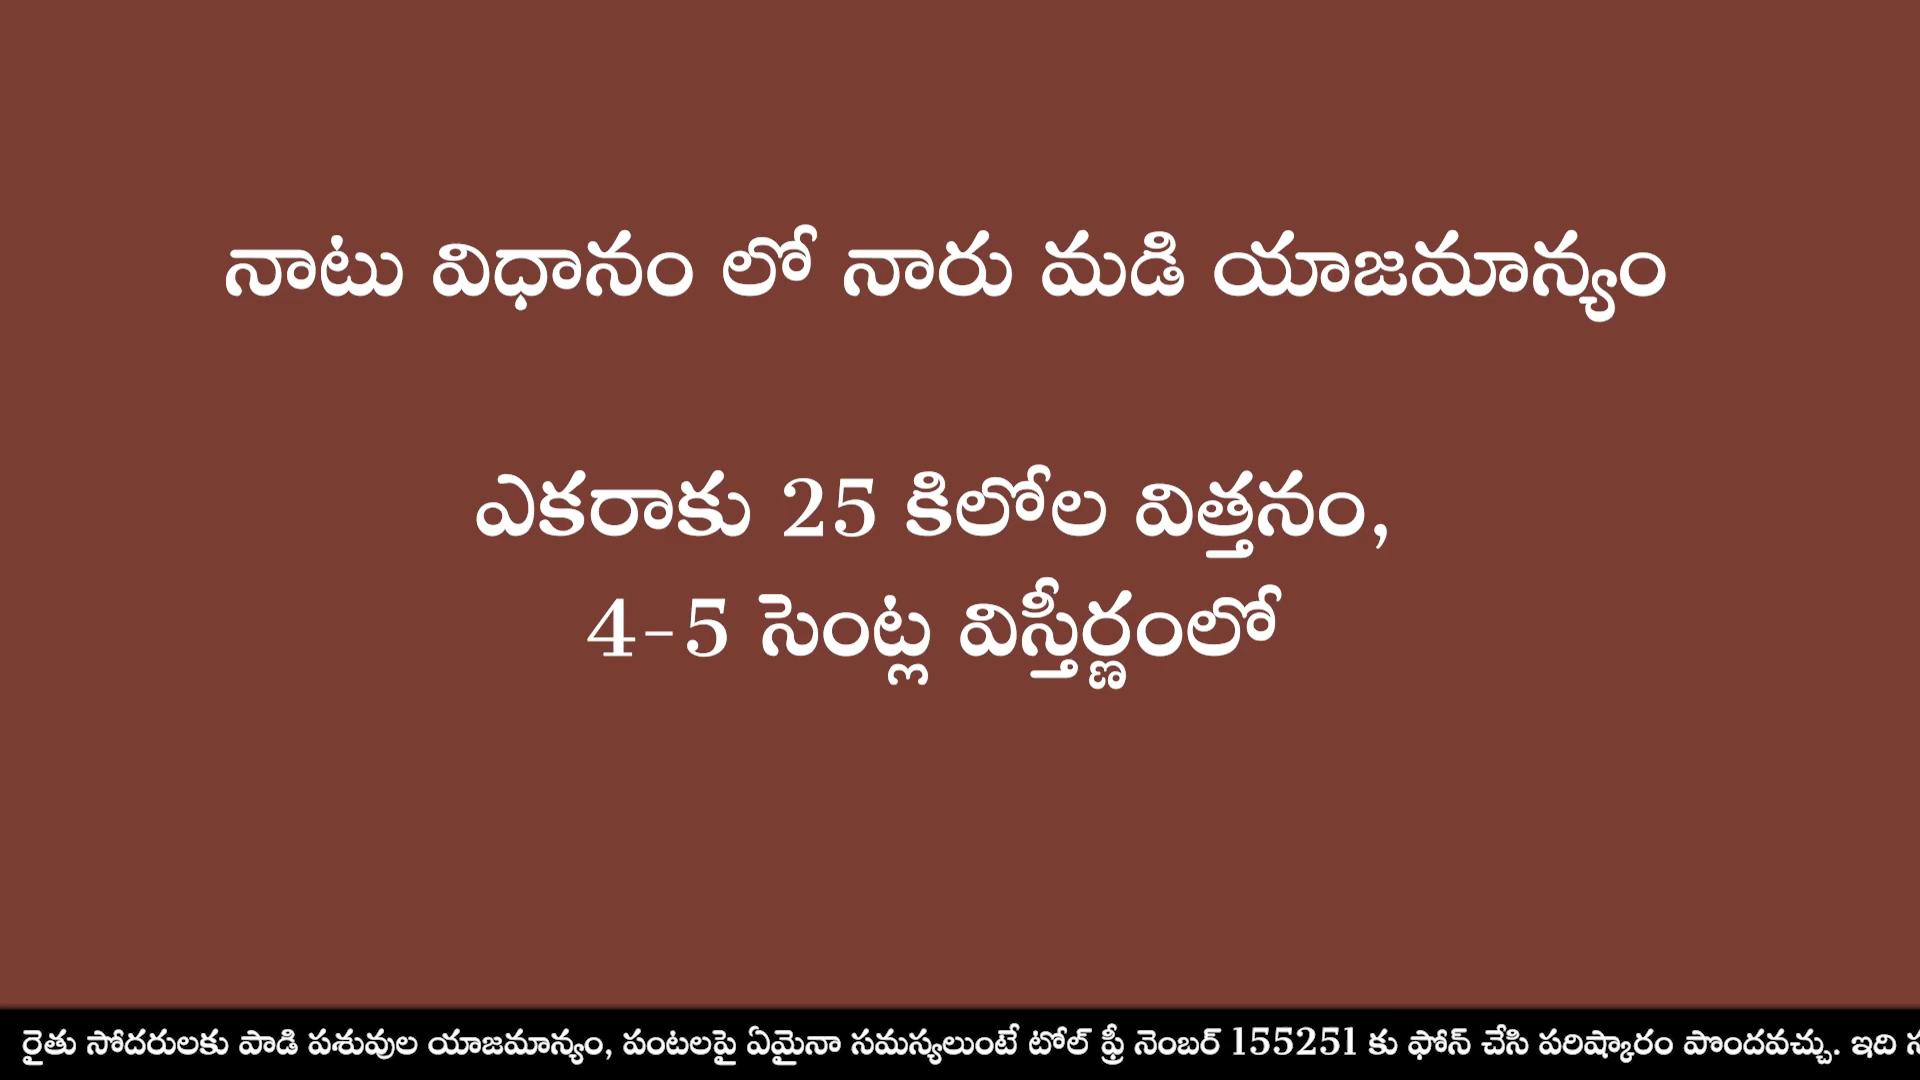 నాటు విధానం లో నారు మడి యాజమాన్యం
ఎకరాకు 25 కిలోల విత్తనం,
4-5 సెంట్ల విస్తీర్ణంలో
రైతు సోదరులకు పాడి పశువుల యాజమాన్యం, పంటలపై ఏమైనా సమస్యలుంటే టోల్ ఫ్రీ నెంబర్ 155251 కు ఫోన్ చేసి పరిష్కారం పొందవచ్చు. ఇది